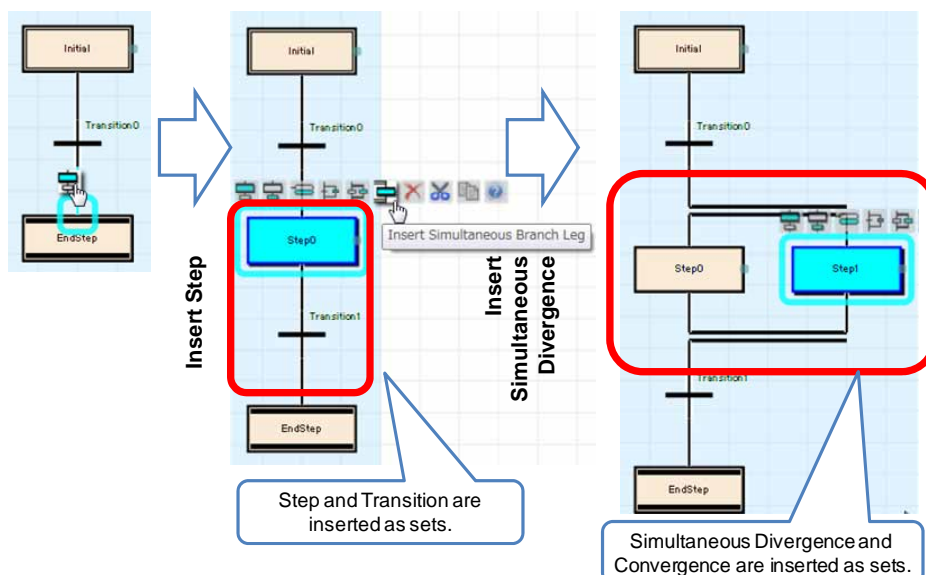 Initial
Transition0
EndStep
Insert Step
Initial
Transition0
Insert Simultaneous Branch Leg
Step0
Transition1
EndStep
Step and Transition are
inserted as sets.
Insert
Simultaneous
Divergence
Initial
Transition0
Step0
Step1
Transition1
EndStep
Simultaneous Divergence and
Convergence are inserted as sets.